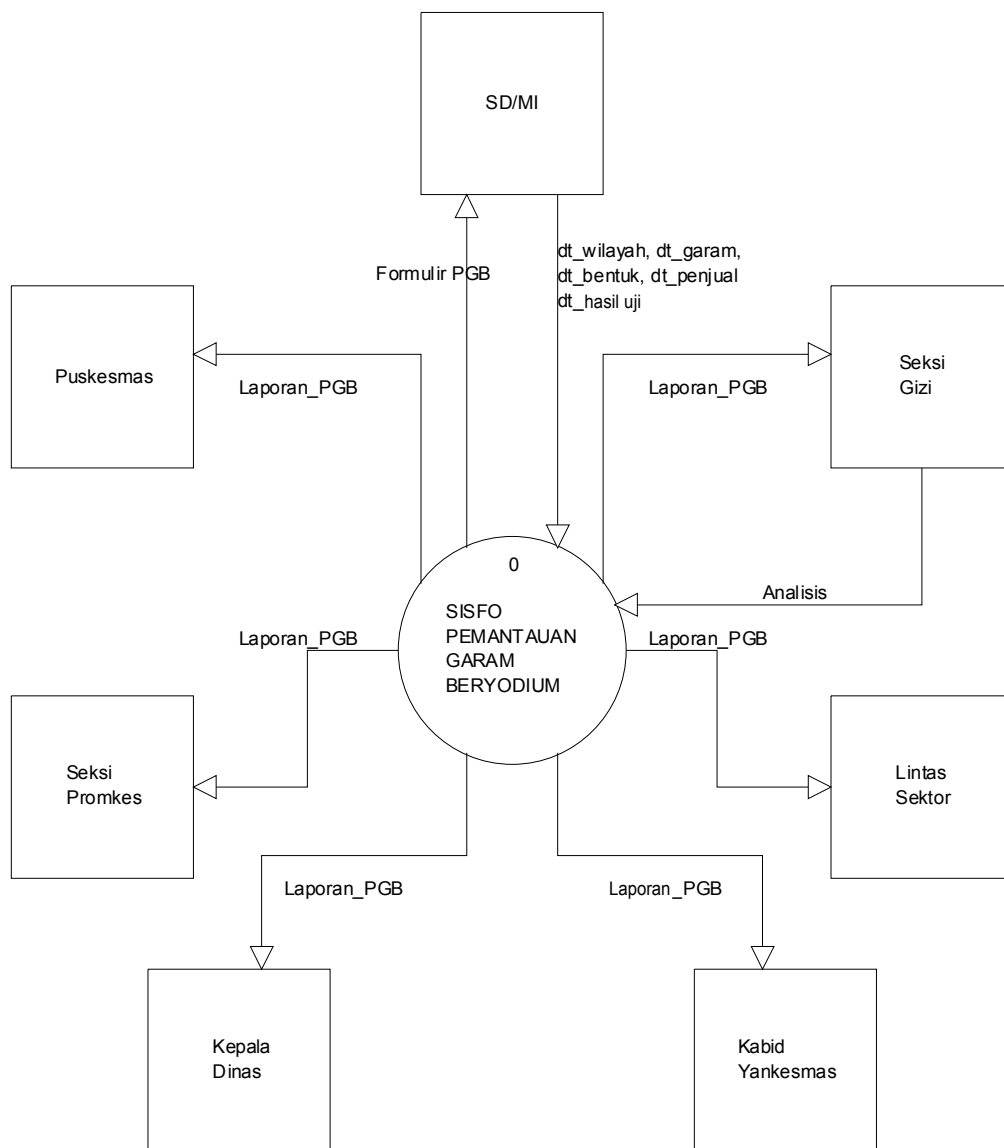 SD/MI
Formulir PGB
dt_wilayah, dt_garam,
dt_bentuk, dt_penjual
dt_hasil uji
Puskesmas
Laporan_PGB
Laporan_PGB
Seksi
Gizi
0
SISFO
PEMANTAUAN
GARAM
BERYODIUM
Analisis
Laporan_PGB
Laporan_PGB
Seksi
Promkes
Lintas
Sektor
Laporan_PGB
Laporan_PGB
Kepala
Dinas
Kabid
Yankesmas